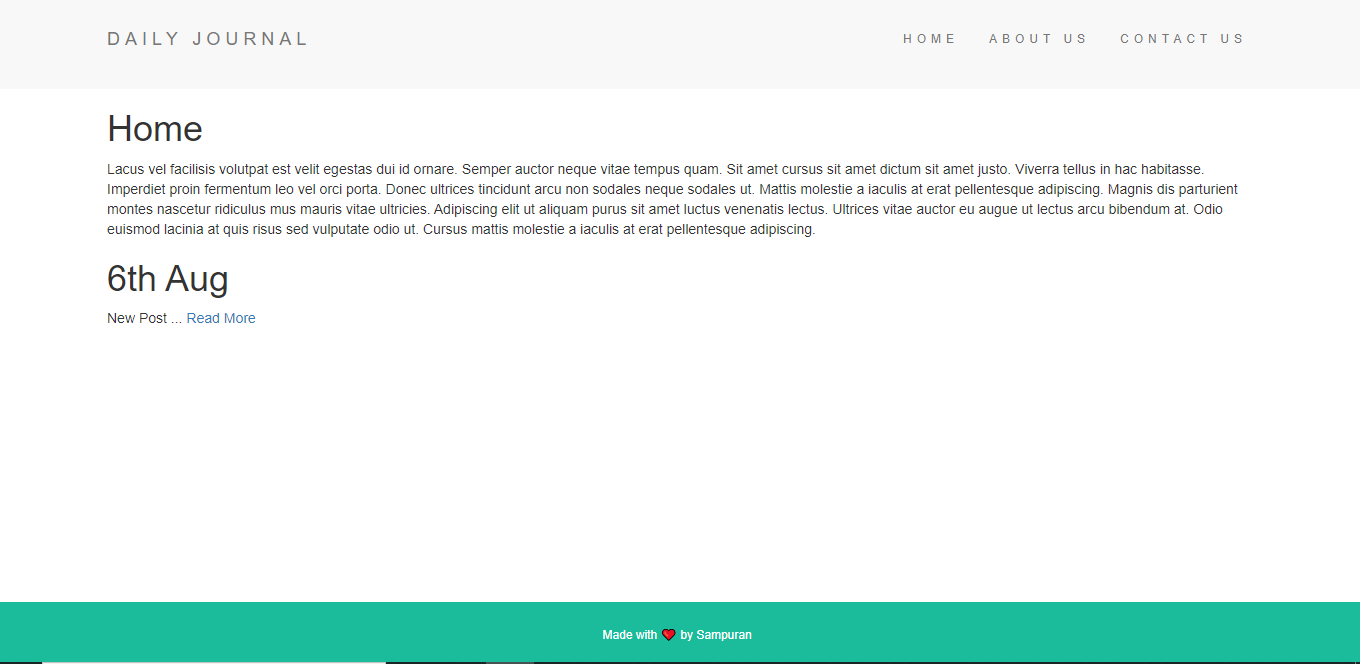 DAILY JOURNAL
HOME ABOUT US CONTACT US
Home
Lacus vel facilisis volutpat est velit egestas dui id ornare. Semper auctor neque vitae tempus quam. Sit amet cursus sit amet dictum sit amet justo. Viverra tellus in hac habitasse.
Imperdiet proin fermentum leo vel orci porta. Donec ultrices tincidunt arcu non sodales neque sodales ut. Mattis molestie a iaculis at erat pellentesque adipiscing. Magnis dis parturient
montes nascetur ridiculus mus mauris vitae ultricies. Adipiscing elit ut aliquam purus sit amet luctus venenatis lectus. Ultrices vitae auctor eu augue ut lectus arcu bibendum at. Odio
euismod lacinia at quis risus sed vulputate odio ut. Cursus mattis molestie a iaculis at erat pellentesque adipiscing.
6th Aug
New Post ... Read More
Made with ❤️ by Sampuran